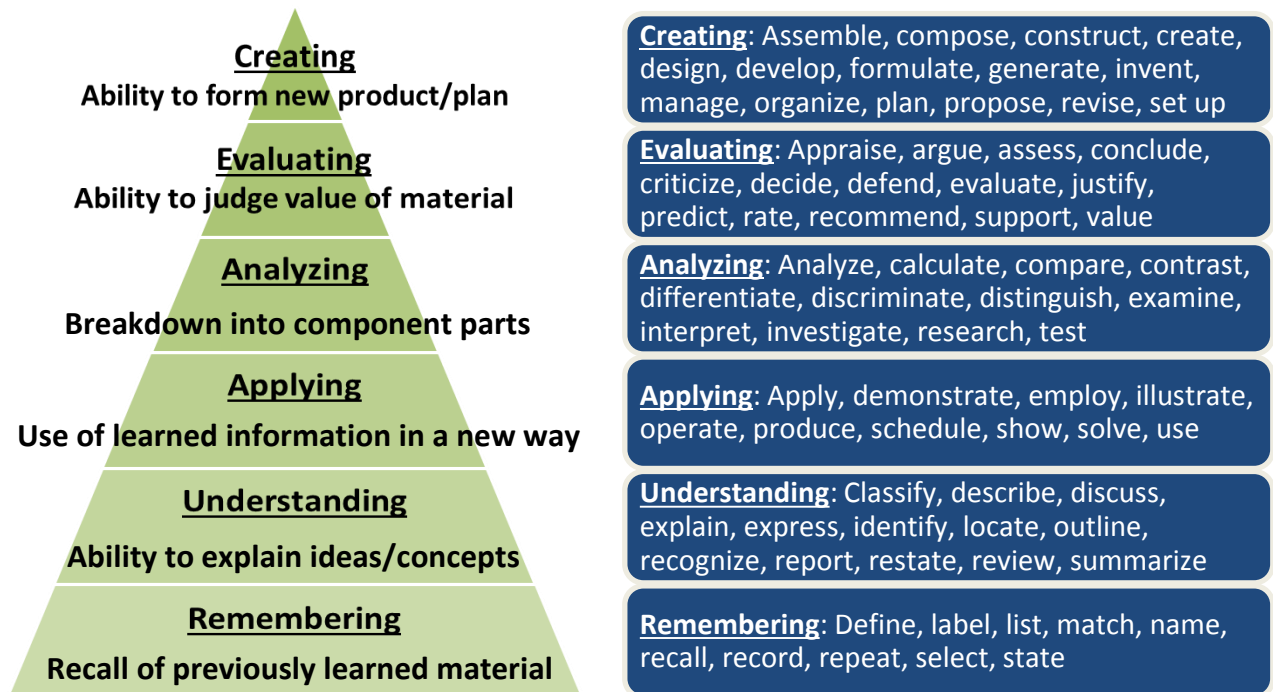 Creating
Ability to form new product/plan
Evaluating
Ability to judge value of material
Analyzing
Breakdown into component parts
Applying
Use of learned information in a new way
Understanding
Ability to explain ideas/concepts
Remembering
Recall of previously learned material
Creating: Assemble, compose, construct, create,
design, develop, formulate, generate, invent,
manage, organize, plan, propose, revise, set up
Evaluating: Appraise, argue, assess, conclude,
criticize, decide, defend, evaluate, justify,
predict, rate, recommend, support, value
Analyzing: Analyze, calculate, compare, contrast,
differentiate, discriminate, distinguish, examine,
interpret, investigate, research, test
Applying: Apply, demonstrate, employ, illustrate,
operate, produce, schedule, show, solve, use
Understanding: Classify, describe, discuss,
explain, express, identify, locate, outline,
recognize, report, restate, review, summarize
Remembering: Define, label, list, match, name,
recall, record, repeat, select, state